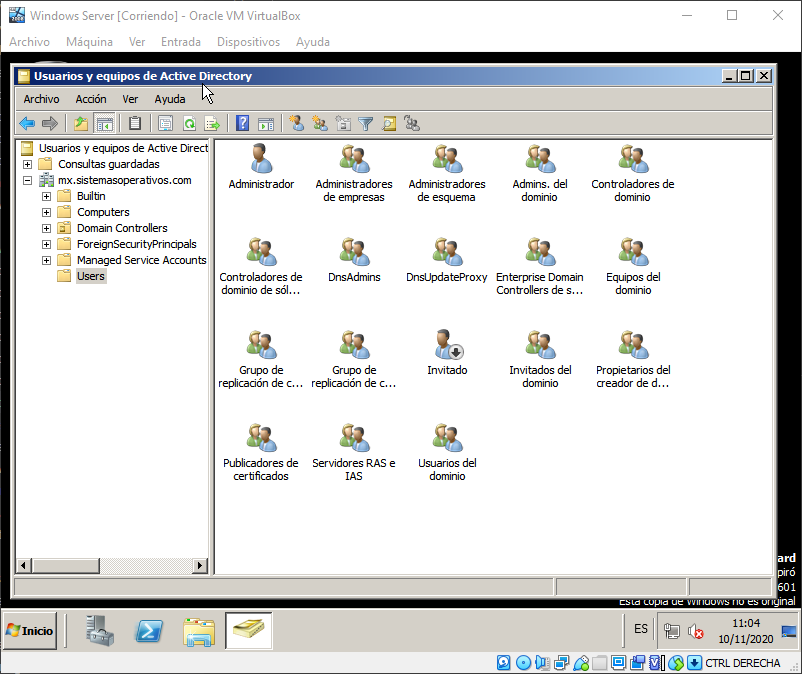 Windows Server [Corriendo] - Oracle VM VirtualBox
Archivo Máquina Ver Entrada Dispositivos Ayuda
Usuarios y equipos de Active Directory
Archivo Acción Ver Ayuda
Usuarios y equipos de Active Direct
Consultas guardadas
mx.sistemasoperativos.com
Builtin
Computers
Domain Controllers
ForeignSecurityPrincipals
Managed Service Accounts
Users
Administrador
Administradores
de empresas
Administradores
de esquema
Admins. del
dominio
Controladores de
dominio
Controladores de
dominio de sól...
DnsAdmins
DnsUpdateProxy
Enterprise Domain
Controllers de s...
Equipos del
dominio
Grupo de
replicación de c...
Grupo de
replicación de c...
Invitado
Invitados del
dominio
Propietarios del
creador de d...
Publicadores de
certificados
Servidores RAS e
IAS
Usuarios del
dominio
ard
piró
601
Esta copia de Windows no es original
Inicio
ES
11:04
10/11/2020
CTRL DERECHA